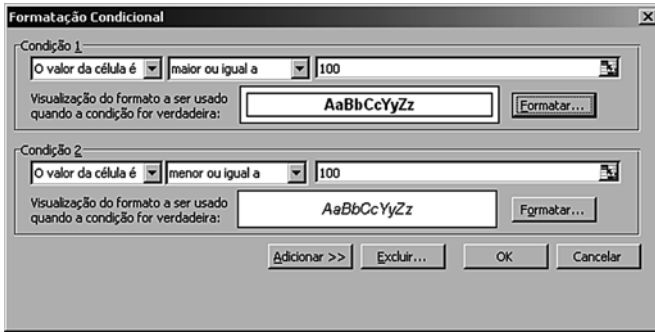 Formatação Condicional
Condição 1
O valor da célula é maior ou igual a 100
Visualização do formato a ser usado
quando a condição for verdadeira:
AaBbCcYyZz
Formatar...
Condição 2
O valor da célula é menor ou igual a 100
Visualização do formato a ser usado
quando a condição for verdadeira:
AaBbCcYyZz
Formatar...
Adicionar >> Excluir... OK Cancelar